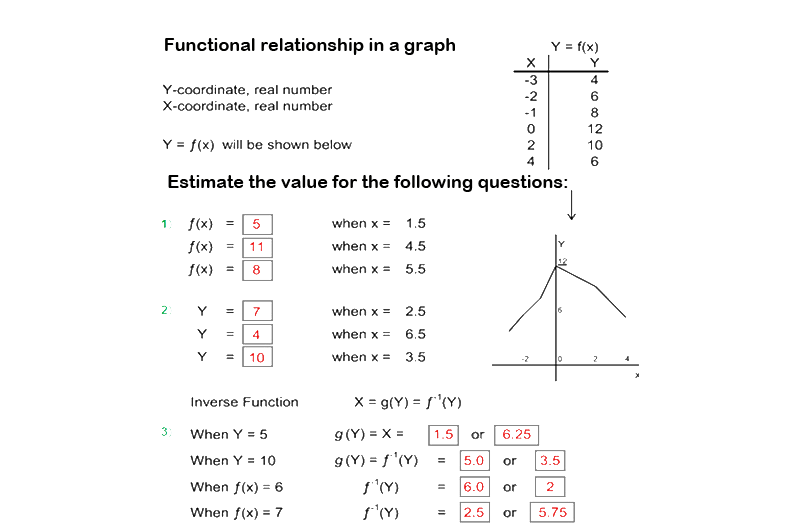 Functional relationship in a graph
Y = f(x)
X Y
-3 4
-2 6
-1 8
0 12
2 10
4 6
Y-coordinate, real number
X-coordinate, real number
Y = ƒ(x) will be shown below
Estimate the value for the following questions:
1 ƒ(x) = 5 when x = 1.5
ƒ(x) = 11 when x = 4.5
ƒ(x) = 8 when x = 5.5
2 Y = 7 when x = 2.5
Y = 4 when x = 6.5
Y = 10 when x = 3.5
Y
12
6
-2 0 2 4
x
Inverse Function X = g(Y) = ƒ⁻¹(Y)
3 When Y = 5 g(Y) = X = 1.5 or 6.25
When Y = 10 g(Y) = ƒ⁻¹(Y) = 5.0 or 3.5
When ƒ(x) = 6 ƒ⁻¹(Y) = 6.0 or 2
When ƒ(x) = 7 ƒ⁻¹(Y) = 2.5 or 5.75